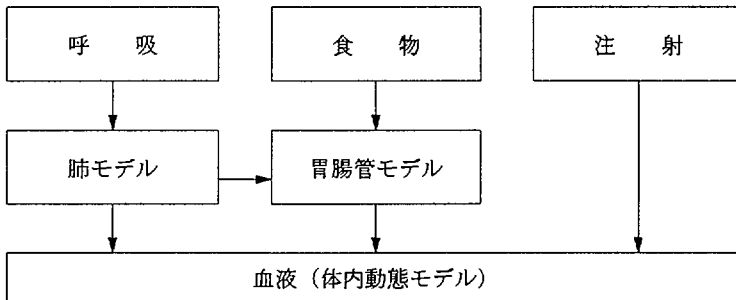 呼　吸
食　物
注　射
肺モデル
胃腸管モデル
血液（体内動態モデル）